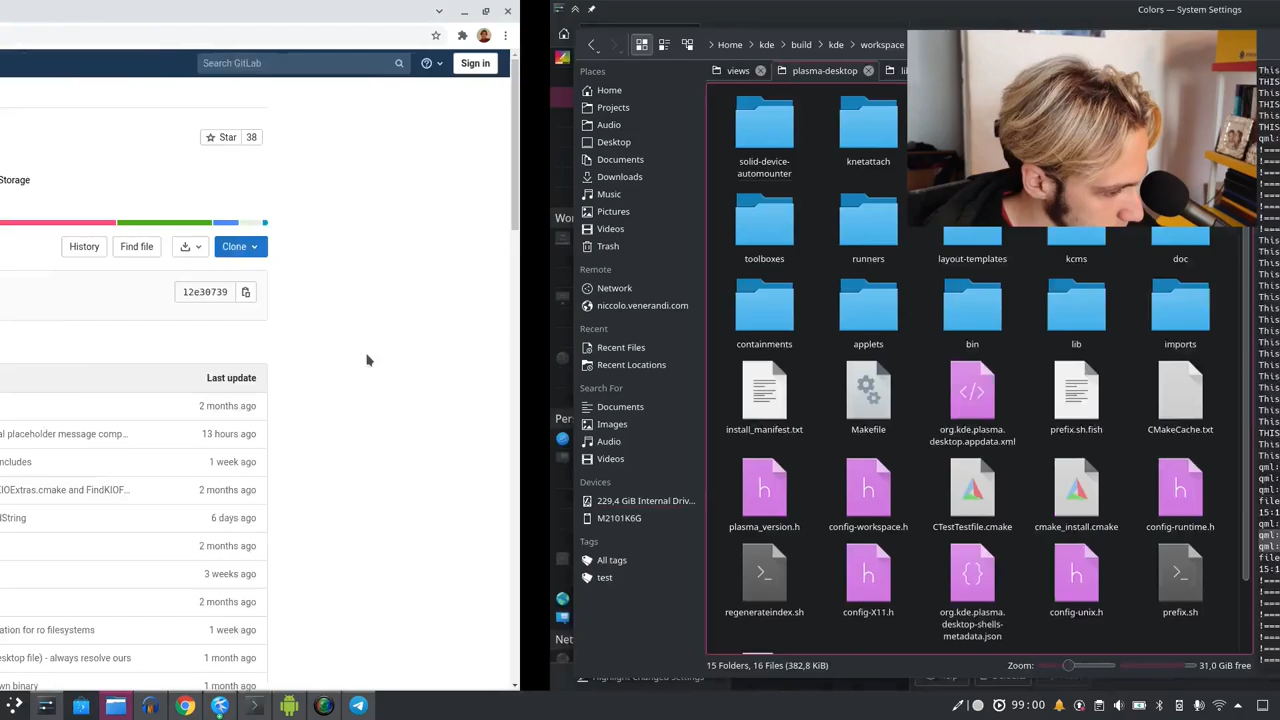 Search GitLab
Sign in
Star 38
Storage
History
Find file
Clone
12e30739
Last update
2 months ago
al placeholder message comp... 13 hours ago
ncludes 1 week ago
KIOExtras.cmake and FindKIOF... 2 months ago
dString 6 days ago
2 months ago
3 weeks ago
2 months ago
ation for ro filesystems 1 week ago
esktop file) - always resolve ours 1 month ago
wn binary 1 month ago
Colors — System Settings
Home
kde
build
kde
workspace
views
plasma-desktop
Places
Home
Projects
Audio
Desktop
Documents
Downloads
Music
Pictures
Videos
Trash
Remote
Network
niccolo.venerandi.com
Recent
Recent Files
Recent Locations
Search For
Documents
Images
Audio
Videos
Devices
229,4 GiB Internal Driv...
M2101K6G
Tags
All tags
test
solid-device-
automounter
knetattach
toolboxes
runners
layout-templates
kcms
doc
containments
applets
bin
lib
imports
install_manifest.txt
Makefile
org.kde.plasma.
desktop.appdata.xml
prefix.sh.fish
CMakeCache.txt
plasma_version.h
config-workspace.h
CTestTestfile.cmake
cmake_install.cmake
config-runtime.h
regenerateindex.sh
config-X11.h
org.kde.plasma.
desktop-shells-
metadata.json
config-unix.h
prefix.sh
15 Folders, 16 Files (382,8 KiB)
Zoom:
31,0 GiB free
Highlight Changed Settings
Wor
Per
Net
99:00